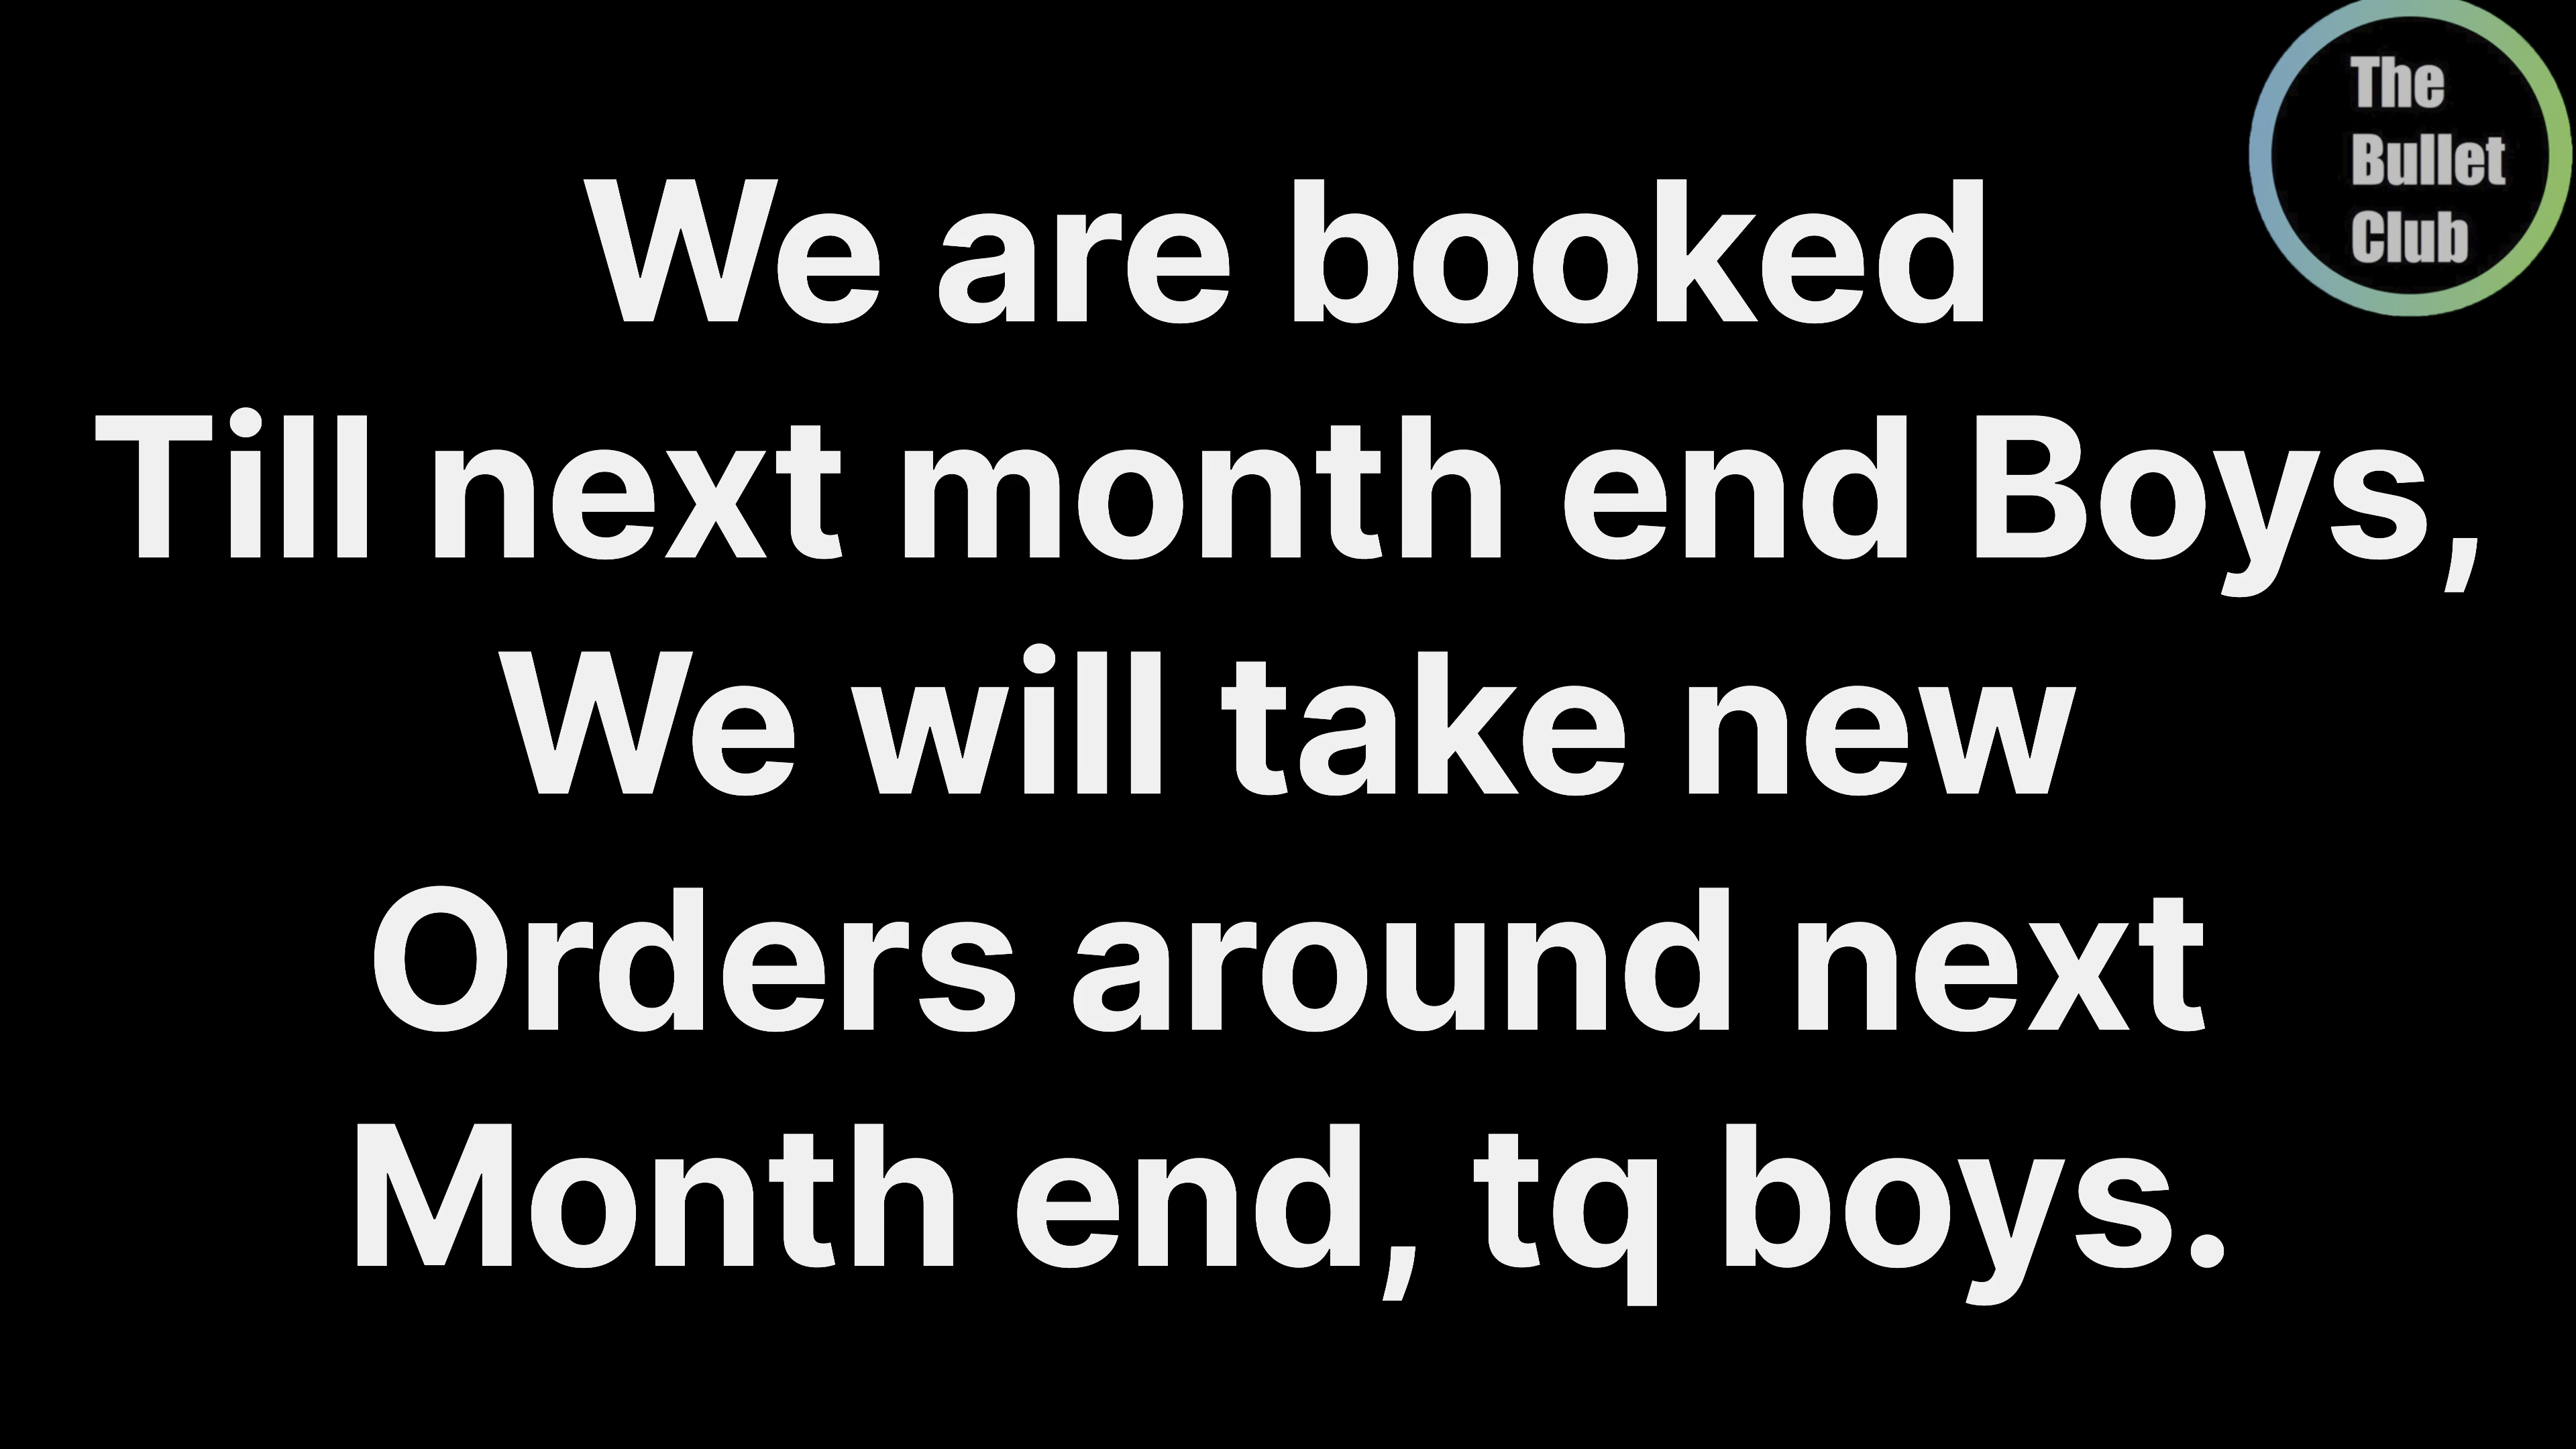 The
Bullet
Club
We are booked
Till next month end Boys,
We will take new
Orders around next
Month end, tq boys.